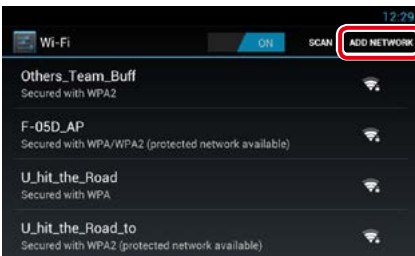 12:29
Wi-Fi ON SCAN ADD NETWORK
Others_Team_Buff
Secured with WPA2
F-05D_AP
Secured with WPA/WPA2 (protected network available)
U_hit_the_Road
Secured with WPA
U_hit_the_Road_to
Secured with WPA2 (protected network available)